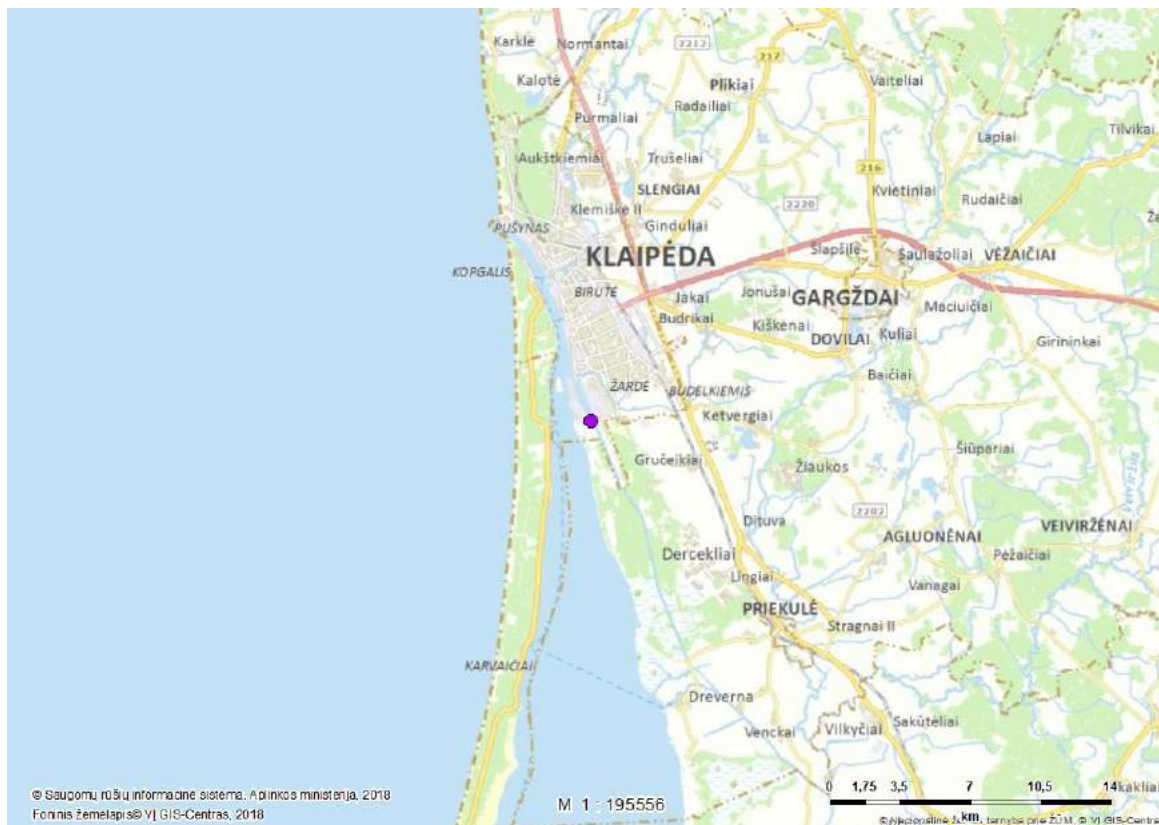 Karklė
Normantai
2212
217
Kalotė
Plikiai
Vaiteliai
Radailiai
Purmaliai
Lapiai
Tilvikai
Aukštkiemiai
Trušeliai
216
SLENGIAI
Kvietiniai
Rudaičiai
Klemiškė II
2220
PUŠYNAS
Ginduliai
KLAIPĖDA
Šlapšilė
Šaulažoliai
VĖŽAIČIAI
KOPGALIS
BIRUTĖ
Jakai
Jonušai
GARGŽDAI
Maciuičiai
Budrikai
Kiškėnai
DOVILAI
Kuliai
Girininkai
Baičiai
ŽARDĖ
BUDELKIEMIS
Ketvergiai
Šiūpariai
Gručeikiai
Žiaukos
Veiviržus
2202
Dituva
VEIVIRŽĖNAI
AGLUONĖNAI
Dercekliai
Pėžaičiai
Lingiai
Vanagai
PRIEKULĖ
Stragnai II
KARVAIČIAI
Dreverna
Venckai
Vilkyčiai
Sakūtėliai
0 1,75 3,5 7 10,5 14
km
© Saugomų rūšių informacinė sistema. Aplinkos ministerija, 2018
M 1 : 195556
Foninis žemėlapis© VĮ GIS-Centras, 2018